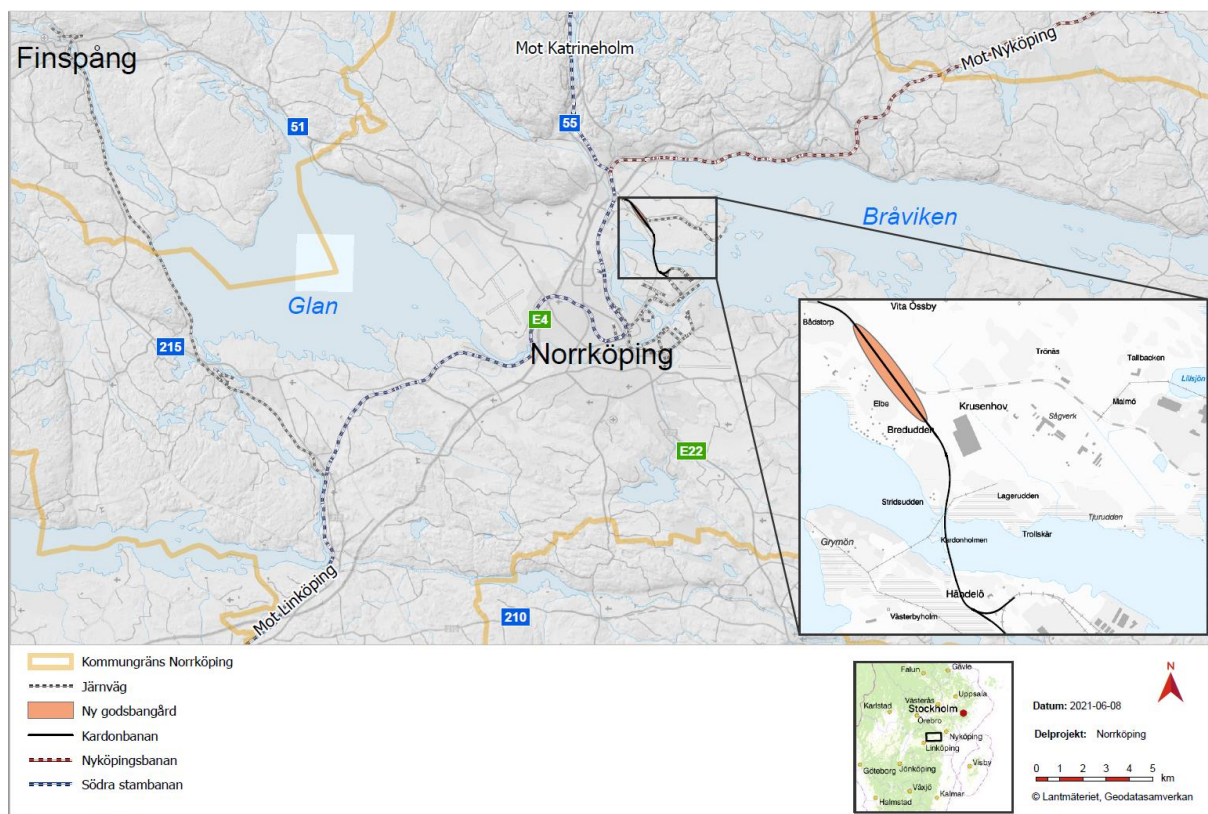 Finspång
Mot Katrineholm
Mot Nyköping
51
55
Bråviken
Glan
E4
215
Norrköping
E22
Mot Linköping
210
Vita Össby
Bådstorp
Trönäs
Tallbacken
Lillsjön
Elbe
Krusenhov
Malmö
Sågverk
Bredudden
Stridsudden
Lagerudden
Tjurudden
Grymön
Kardonholmen
Trollskär
Händelö
Västerbyholm
Kommungräns Norrköping
Järnväg
Ny godsbangård
Kardonbanan
Nyköpingsbanan
Södra stambanan
Falun
Gävle
Västerås
Uppsala
Karlstad
Stockholm
Örebro
Nyköping
Linköping
Göteborg
Jönköping
Visby
Växjö
Halmstad
Kalmar
N
Datum: 2021-06-08
Delprojekt: Norrköping
0 1 2 3 4 5
km
© Lantmäteriet, Geodatasamverkan